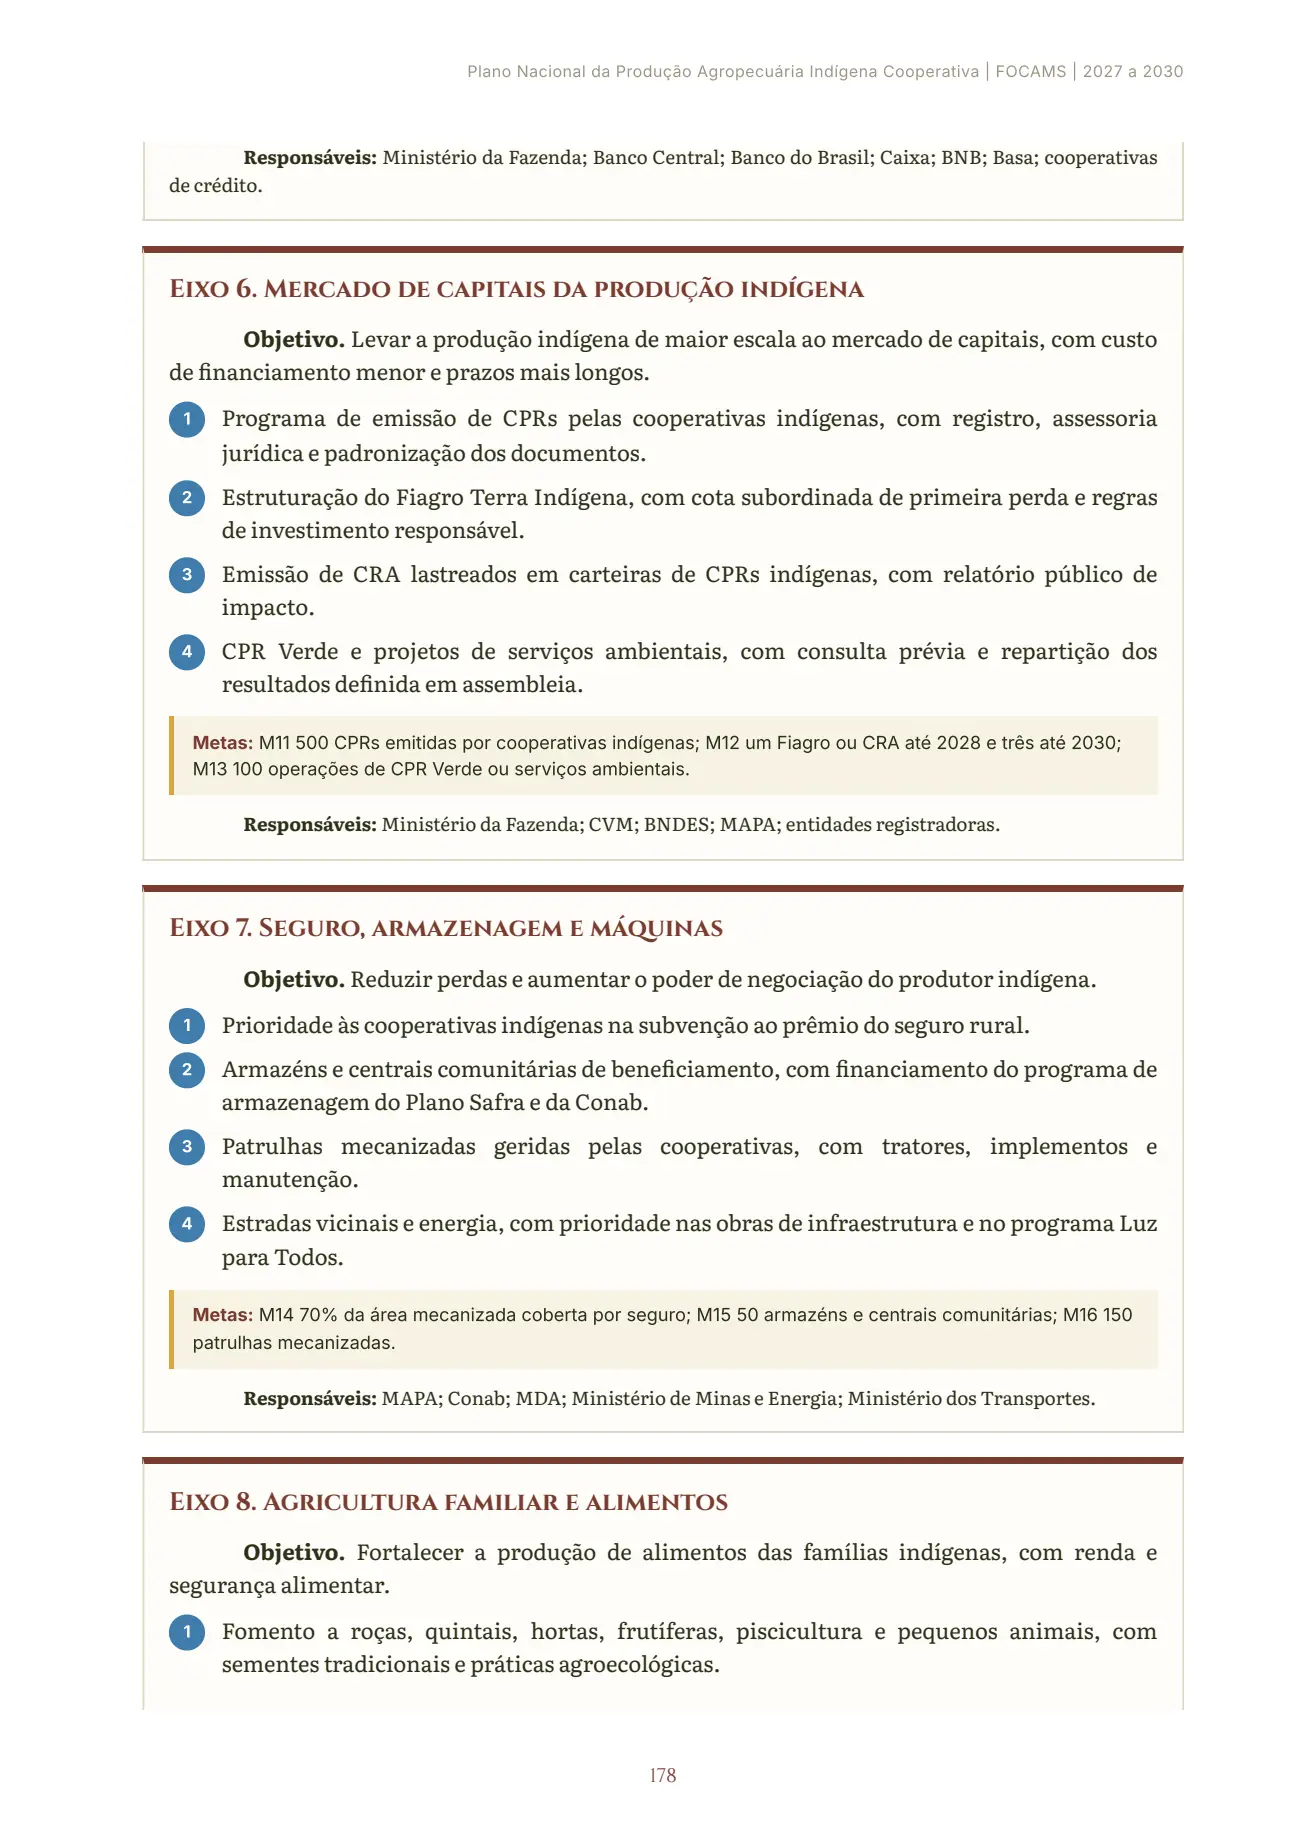 Plano Nacional da Produção Agropecuária Indígena Cooperativa | FOCAMS | 2027 a 2030
Responsáveis: Ministério da Fazenda; Banco Central; Banco do Brasil; Caixa; BNB; Basa; cooperativas
de crédito.
Eixo 6. Mercado de capitais da produção indígena
Objetivo. Levar a produção indígena de maior escala ao mercado de capitais, com custo
de financiamento menor e prazos mais longos.
1 Programa de emissão de CPRs pelas cooperativas indígenas, com registro, assessoria
jurídica e padronização dos documentos.
2 Estruturação do Fiagro Terra Indígena, com cota subordinada de primeira perda e regras
de investimento responsável.
3 Emissão de CRA lastreados em carteiras de CPRs indígenas, com relatório público de
impacto.
4 CPR Verde e projetos de serviços ambientais, com consulta prévia e repartição dos
resultados definida em assembleia.
Metas: M11 500 CPRs emitidas por cooperativas indígenas; M12 um Fiagro ou CRA até 2028 e três até 2030;
M13 100 operações de CPR Verde ou serviços ambientais.
Responsáveis: Ministério da Fazenda; CVM; BNDES; MAPA; entidades registradoras.
Eixo 7. Seguro, armazenagem e máquinas
Objetivo. Reduzir perdas e aumentar o poder de negociação do produtor indígena.
1 Prioridade às cooperativas indígenas na subvenção ao prêmio do seguro rural.
2 Armazéns e centrais comunitárias de beneficiamento, com financiamento do programa de
armazenagem do Plano Safra e da Conab.
3 Patrulhas mecanizadas geridas pelas cooperativas, com tratores, implementos e
manutenção.
4 Estradas vicinais e energia, com prioridade nas obras de infraestrutura e no programa Luz
para Todos.
Metas: M14 70% da área mecanizada coberta por seguro; M15 50 armazéns e centrais comunitárias; M16 150
patrulhas mecanizadas.
Responsáveis: MAPA; Conab; MDA; Ministério de Minas e Energia; Ministério dos Transportes.
Eixo 8. Agricultura familiar e alimentos
Objetivo. Fortalecer a produção de alimentos das famílias indígenas, com renda e
segurança alimentar.
1 Fomento a roças, quintais, hortas, frutíferas, piscicultura e pequenos animais, com
sementes tradicionais e práticas agroecológicas.
178